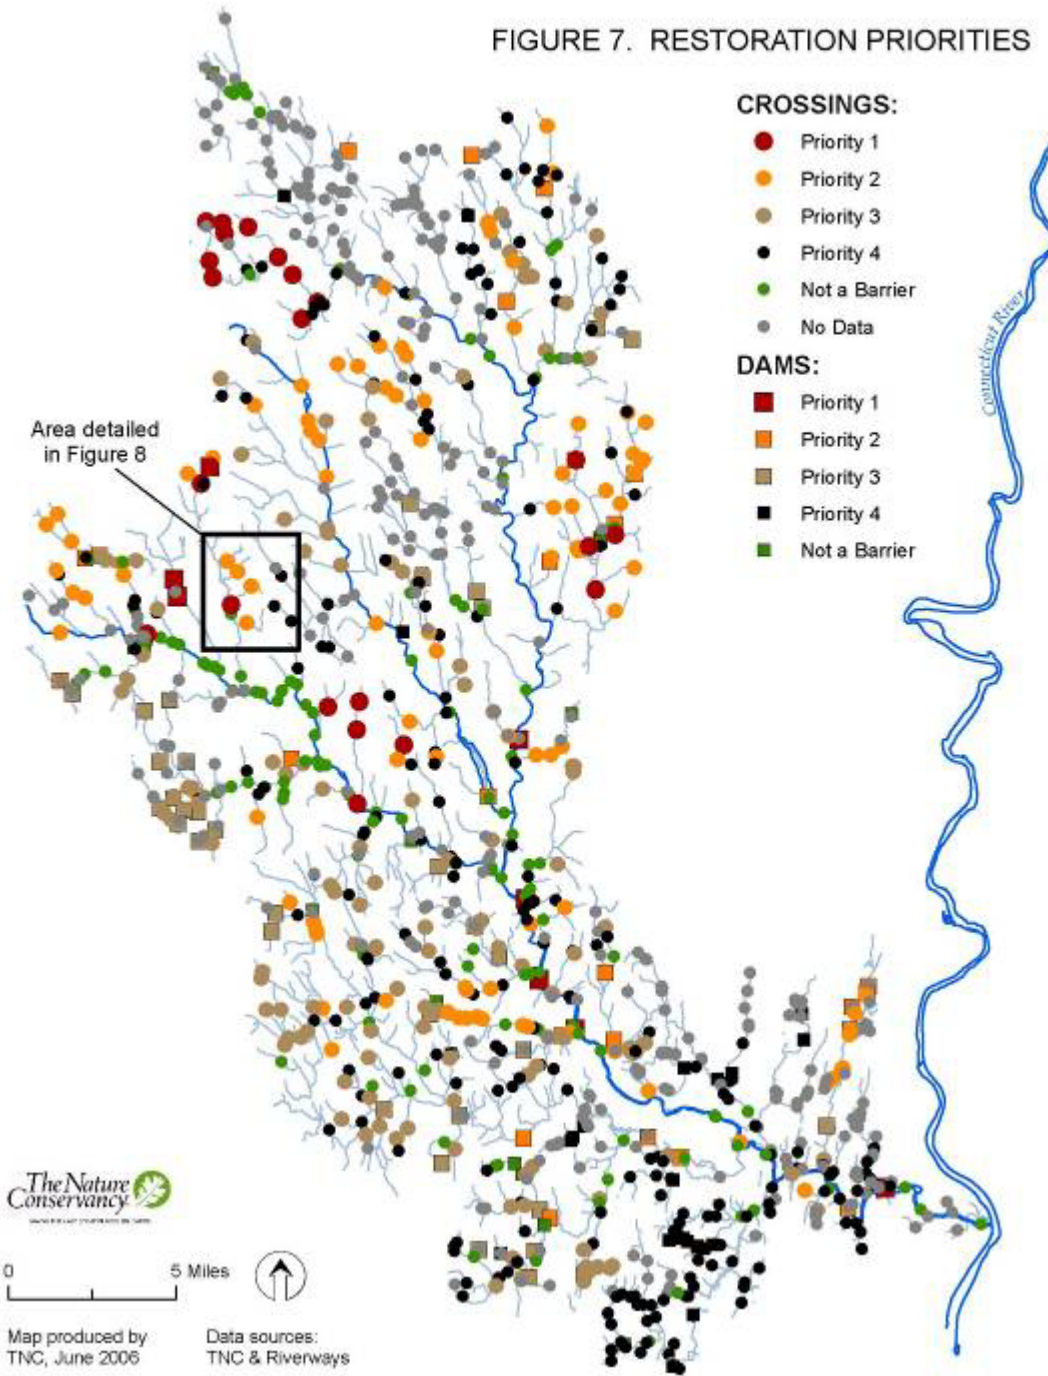 FIGURE 7. RESTORATION PRIORITIES
CROSSINGS:
Priority 1
Priority 2
Priority 3
Priority 4
Not a Barrier
No Data
DAMS:
Priority 1
Priority 2
Priority 3
Priority 4
Not a Barrier
Connecticut River
Area detailed
in Figure 8
The Nature
Conservancy
0 5 Miles
Map produced by
TNC, June 2006
Data sources:
TNC & Riverways